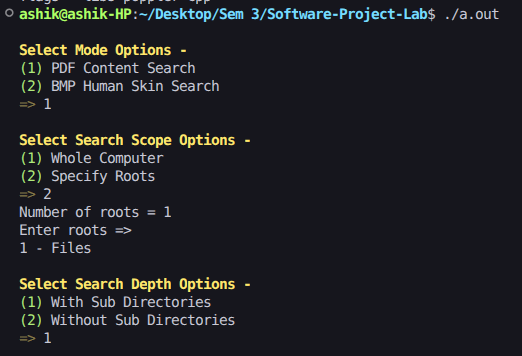 ashik@ashik-HP:~/Desktop/Sem 3/Software-Project-Lab$ ./a.out
Select Mode Options -
(1) PDF Content Search
(2) BMP Human Skin Search
=> 1
Select Search Scope Options -
(1) Whole Computer
(2) Specify Roots
=> 2
Number of roots = 1
Enter roots =>
1 - Files
Select Search Depth Options -
(1) With Sub Directories
(2) Without Sub Directories
=> 1